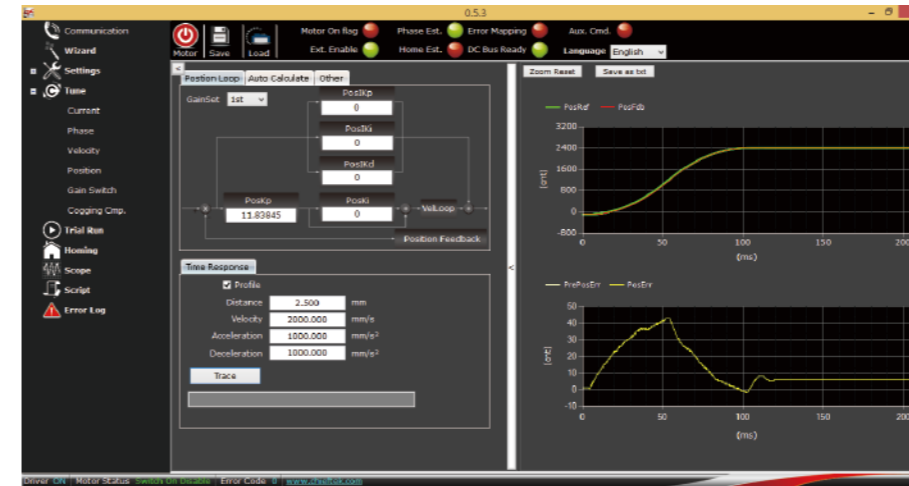 0.5.3
Communication
Wizard
Settings
Tune
Current
Phase
Velocity
Position
Gain Switch
Cogging Cmp.
Trial Run
Homing
Scope
Script
Error Log
Motor
Save
Load
Motor On flag
Phase Est.
Error Mapping
Aux. Cmd.
Ext. Enable
Home Est.
DC Bus Ready
Language English
<
Postion Loop
Auto Calculate
Other
GainSet 1st
PosIKp
0
PosIKi
0
PosIKd
0
PosKp
11.83845
PosKi
0
VelLoop
Position Feedback
Time Response
Profile
Distance 2.500 mm
Velocity 2000.000 mm/s
Acceleration 1000.000 mm/s²
Deceleration 1000.000 mm/s²
Trace
<
Zoom Reset
Save as txt
PosRef PosFdb
3200
2400
1600
800
0
-800
[cnt]
0 50 100 150 200
(ms)
PrePosErr PosErr
50
40
30
20
10
0
-10
[cnt]
0 50 100 150 200
(ms)
Driver ON Motor Status Switch On Disable Error Code 0 www.chieftek.com